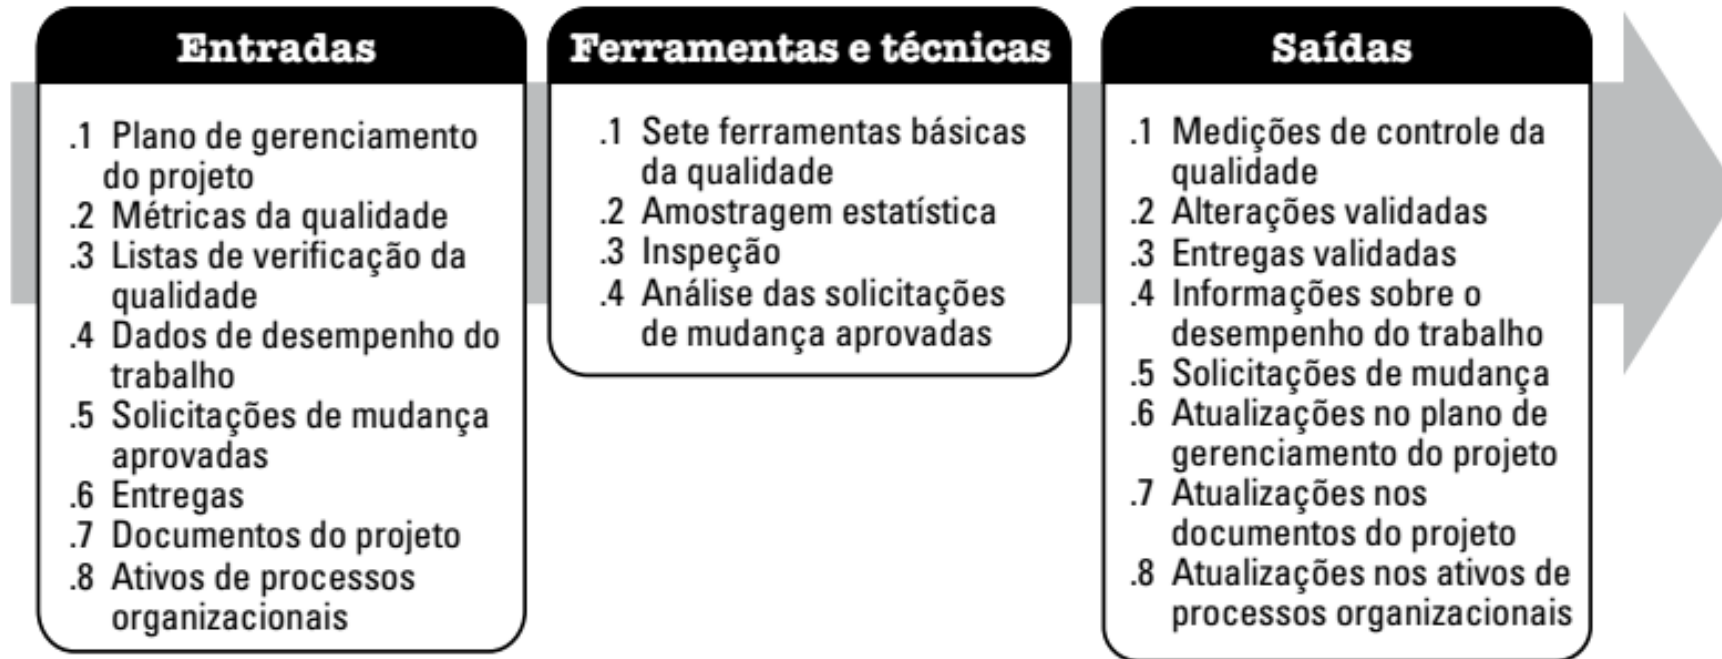 Entradas
.1 Plano de gerenciamento
do projeto
.2 Métricas da qualidade
.3 Listas de verificação da
qualidade
.4 Dados de desempenho do
trabalho
.5 Solicitações de mudança
aprovadas
.6 Entregas
.7 Documentos do projeto
.8 Ativos de processos
organizacionais
Ferramentas e técnicas
.1 Sete ferramentas básicas
da qualidade
.2 Amostragem estatística
.3 Inspeção
.4 Análise das solicitações
de mudança aprovadas
Saídas
.1 Medições de controle da
qualidade
.2 Alterações validadas
.3 Entregas validadas
.4 Informações sobre o
desempenho do trabalho
.5 Solicitações de mudança
.6 Atualizações no plano de
gerenciamento do projeto
.7 Atualizações nos
documentos do projeto
.8 Atualizações nos ativos de
processos organizacionais